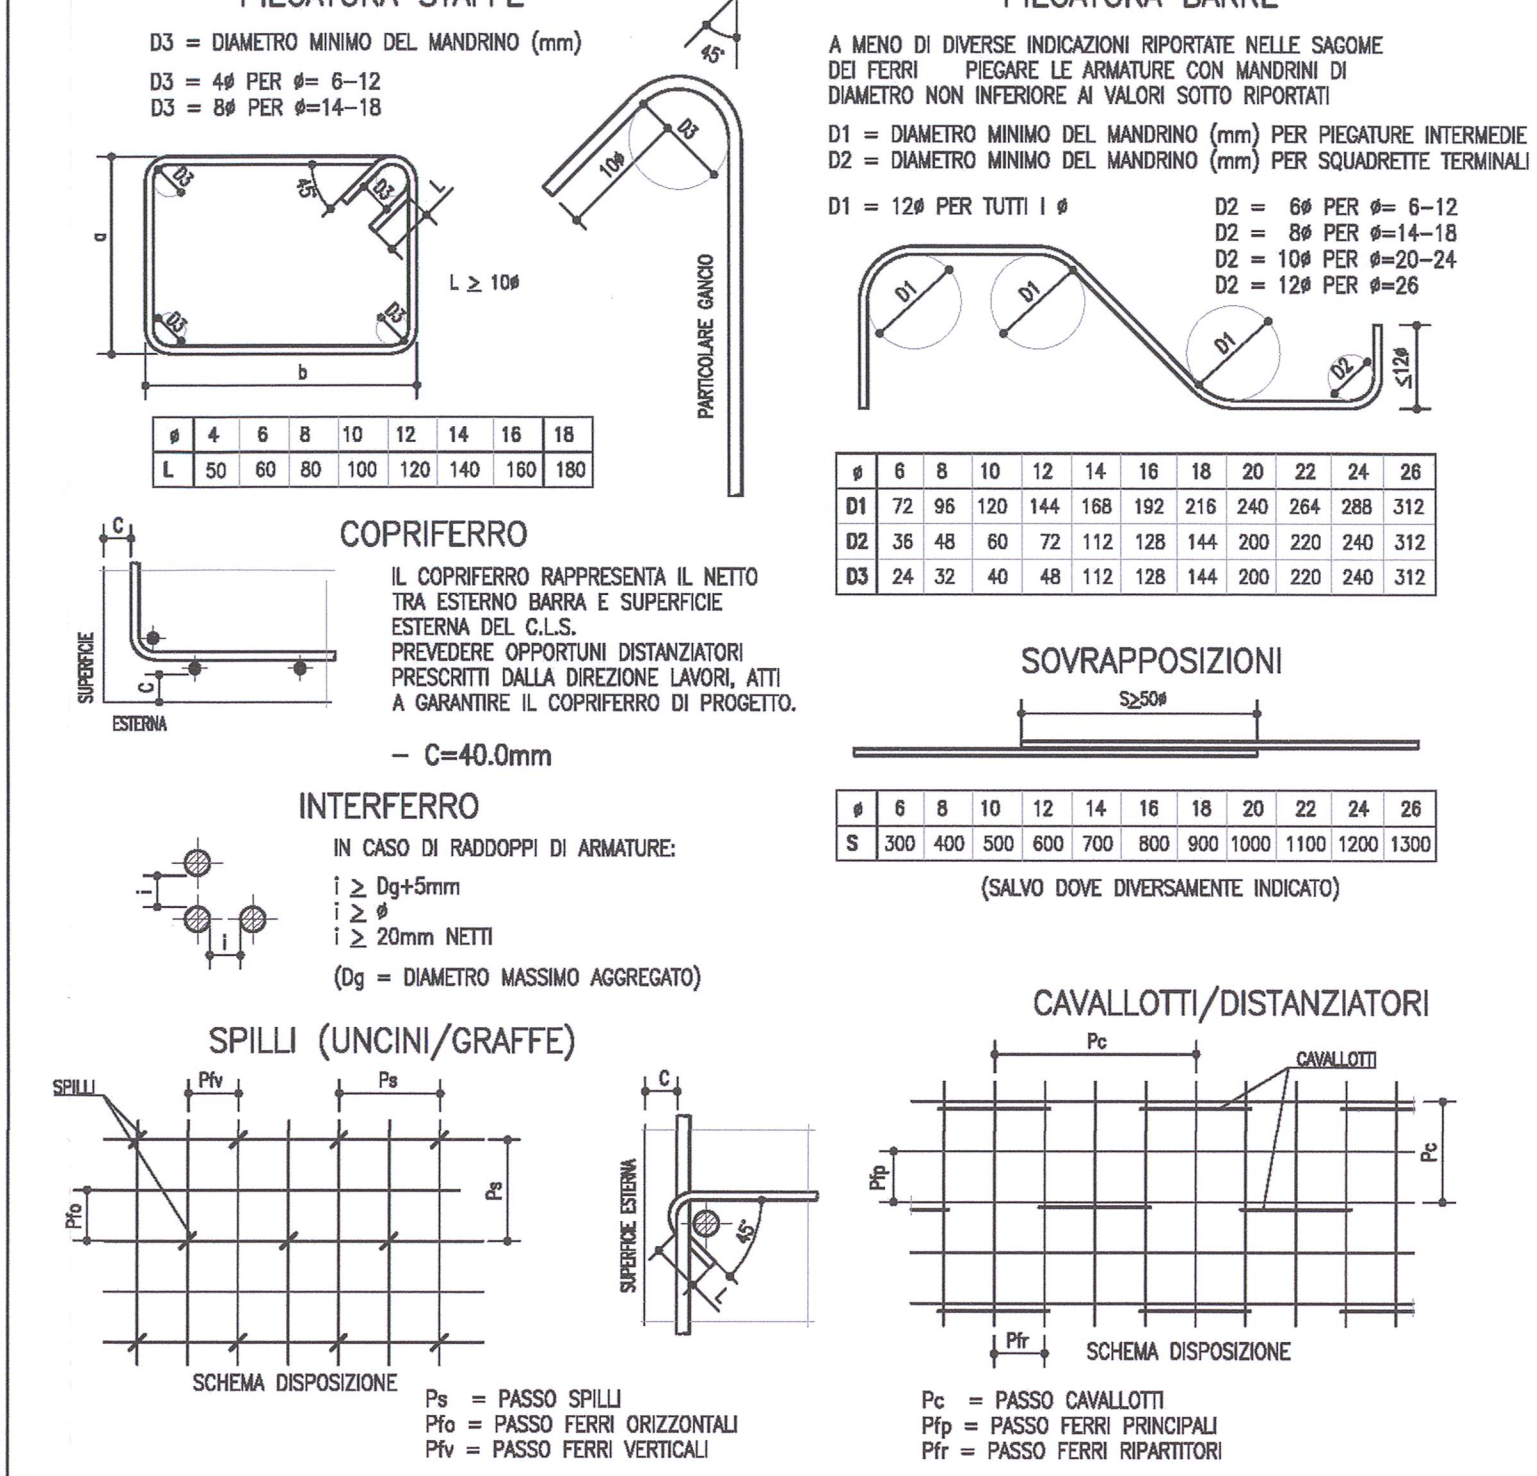 PIEGATURA STAFFE
D3 = DIAMETRO MINIMO DEL MANDRINO (mm)
D3 = 4ø PER ø= 6-12
D3 = 8ø PER ø=14-18
45°
D3
10ø
PARTICOLARE GANCIO
D3
45°
D3
L
a
L ≥ 10ø
D3
D3
b
ø 4 6 8 10 12 14 16 18
L 50 60 80 100 120 140 160 180
PIEGATURA BARRE
A MENO DI DIVERSE INDICAZIONI RIPORTATE NELLE SAGOME
DEI FERRI PIEGARE LE ARMATURE CON MANDRINI DI
DIAMETRO NON INFERIORE AI VALORI SOTTO RIPORTATI
D1 = DIAMETRO MINIMO DEL MANDRINO (mm) PER PIEGATURE INTERMEDIE
D2 = DIAMETRO MINIMO DEL MANDRINO (mm) PER SQUADRETTE TERMINALI
D1 = 12ø PER TUTTI I ø
D2 = 6ø PER ø= 6-12
D2 = 8ø PER ø=14-18
D2 = 10ø PER ø=20-24
D2 = 12ø PER ø=26
D1
D1
D1
D2
≤12ø
ø 6 8 10 12 14 16 18 20 22 24 26
D1 72 96 120 144 168 192 216 240 264 288 312
D2 36 48 60 72 112 128 144 200 220 240 312
D3 24 32 40 48 112 128 144 200 220 240 312
COPRIFERRO
C
IL COPRIFERRO RAPPRESENTA IL NETTO
TRA ESTERNO BARRA E SUPERFICIE
ESTERNA DEL C.L.S.
PREVEDERE OPPORTUNI DISTANZIATORI
PRESCRITTI DALLA DIREZIONE LAVORI, ATTI
A GARANTIRE IL COPRIFERRO DI PROGETTO.
SUPERFICIE
C
ESTERNA
- C=40.0mm
SOVRAPPOSIZIONI
S≥50ø
ø 6 8 10 12 14 16 18 20 22 24 26
S 300 400 500 600 700 800 900 1000 1100 1200 1300
(SALVO DOVE DIVERSAMENTE INDICATO)
INTERFERRO
IN CASO DI RADDOPPI DI ARMATURE:
i ≥ Dg+5mm
i ≥ ø
i ≥ 20mm NETTI
(Dg = DIAMETRO MASSIMO AGGREGATO)
i
i
SPILLI (UNCINI/GRAFFE)
SPILLI
Pfv
Ps
Ps
Pfo
SCHEMA DISPOSIZIONE
C
SUPERFICIE ESTERNA
45°
L
Ps = PASSO SPILLI
Pfo = PASSO FERRI ORIZZONTALI
Pfv = PASSO FERRI VERTICALI
CAVALLOTTI/DISTANZIATORI
Pc
CAVALLOTTI
Pc
Pfp
Pfr
SCHEMA DISPOSIZIONE
Pc = PASSO CAVALLOTTI
Pfp = PASSO FERRI PRINCIPALI
Pfr = PASSO FERRI RIPARTITORI